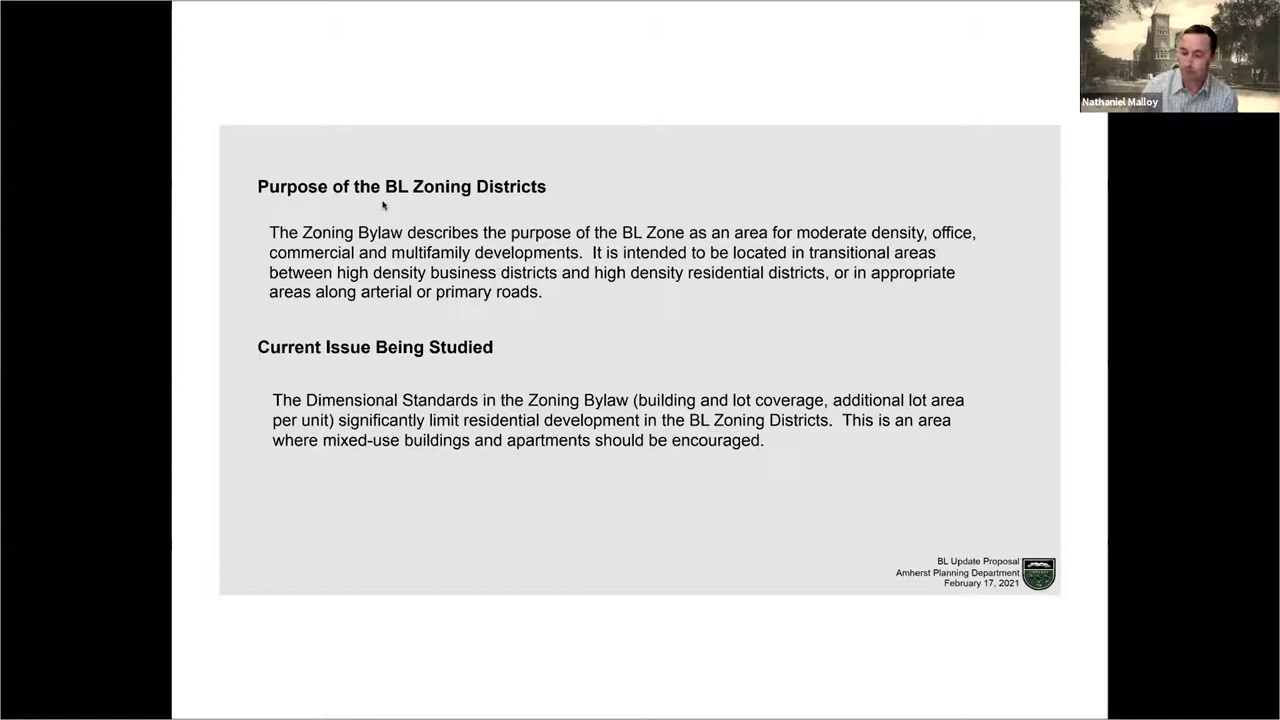 Nathaniel Malloy
Purpose of the BL Zoning Districts
The Zoning Bylaw describes the purpose of the BL Zone as an area for moderate density, office,
commercial and multifamily developments. It is intended to be located in transitional areas
between high density business districts and high density residential districts, or in appropriate
areas along arterial or primary roads.
Current Issue Being Studied
The Dimensional Standards in the Zoning Bylaw (building and lot coverage, additional lot area
per unit) significantly limit residential development in the BL Zoning Districts. This is an area
where mixed-use buildings and apartments should be encouraged.
BL Update Proposal
Amherst Planning Department
February 17, 2021